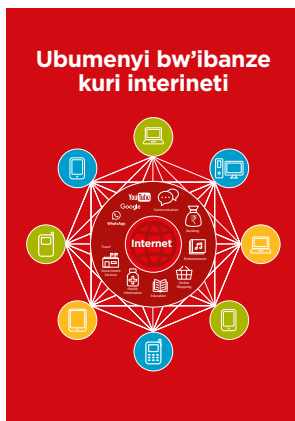 Ubumenyi bw'ibanze
kuri interineti
YouTube
Google
WhatsApp
Communication
Banking
Travel
Internet
Entertainment
Government
Services
Health
Information
Education
Online
Shopping